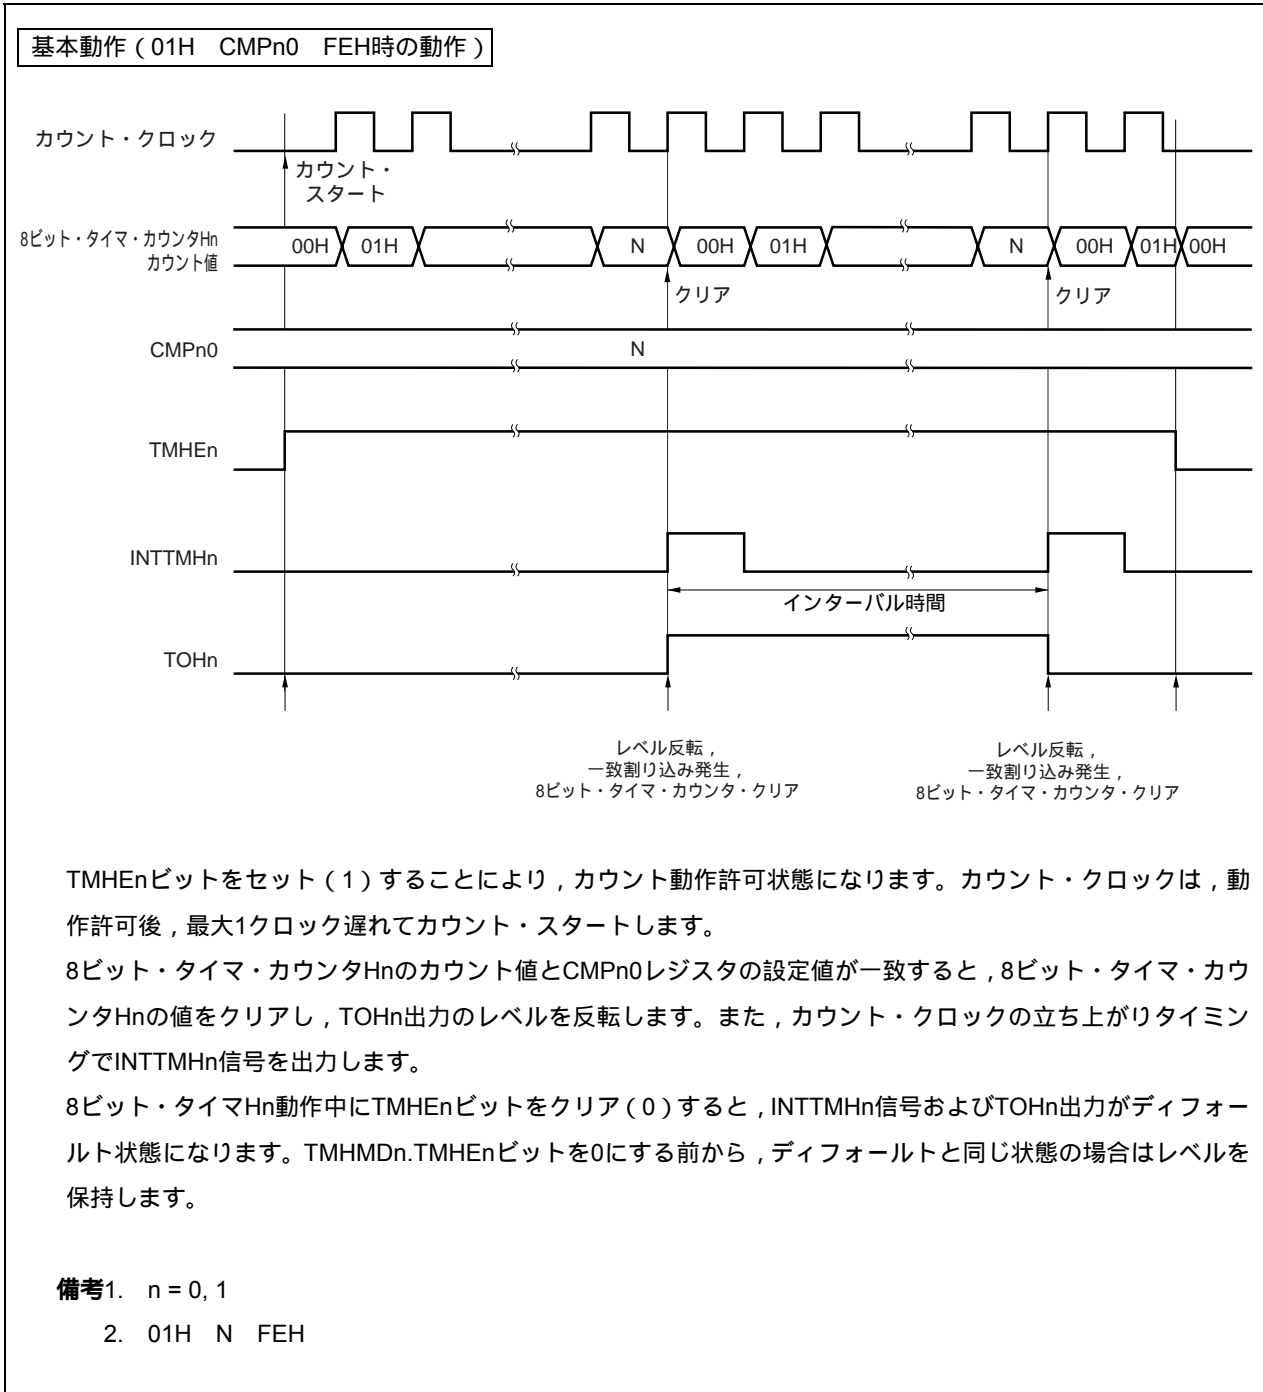 基本動作（01H　CMPn0　FEH時の動作）
カウント・クロック
カウント・
スタート
8ビット・タイマ・カウンタHn
カウント値
00H 01H N 00H 01H N 00H 01H 00H
クリア クリア
CMPn0 N
TMHEn
INTTMHn
インターバル時間
TOHn
レベル反転，
一致割り込み発生，
8ビット・タイマ・カウンタ・クリア
レベル反転，
一致割り込み発生，
8ビット・タイマ・カウンタ・クリア
TMHEnビットをセット（1）することにより，カウント動作許可状態になります。カウント・クロックは，動
作許可後，最大1クロック遅れてカウント・スタートします。
8ビット・タイマ・カウンタHnのカウント値とCMPn0レジスタの設定値が一致すると，8ビット・タイマ・カウ
ンタHnの値をクリアし，TOHn出力のレベルを反転します。また，カウント・クロックの立ち上がりタイミン
グでINTTMHn信号を出力します。
8ビット・タイマHn動作中にTMHEnビットをクリア（0）すると，INTTMHn信号およびTOHn出力がディフォー
ルト状態になります。TMHMDn.TMHEnビットを0にする前から，ディフォールトと同じ状態の場合はレベルを
保持します。
備考1.　n = 0, 1
2.　01H　N　FEH